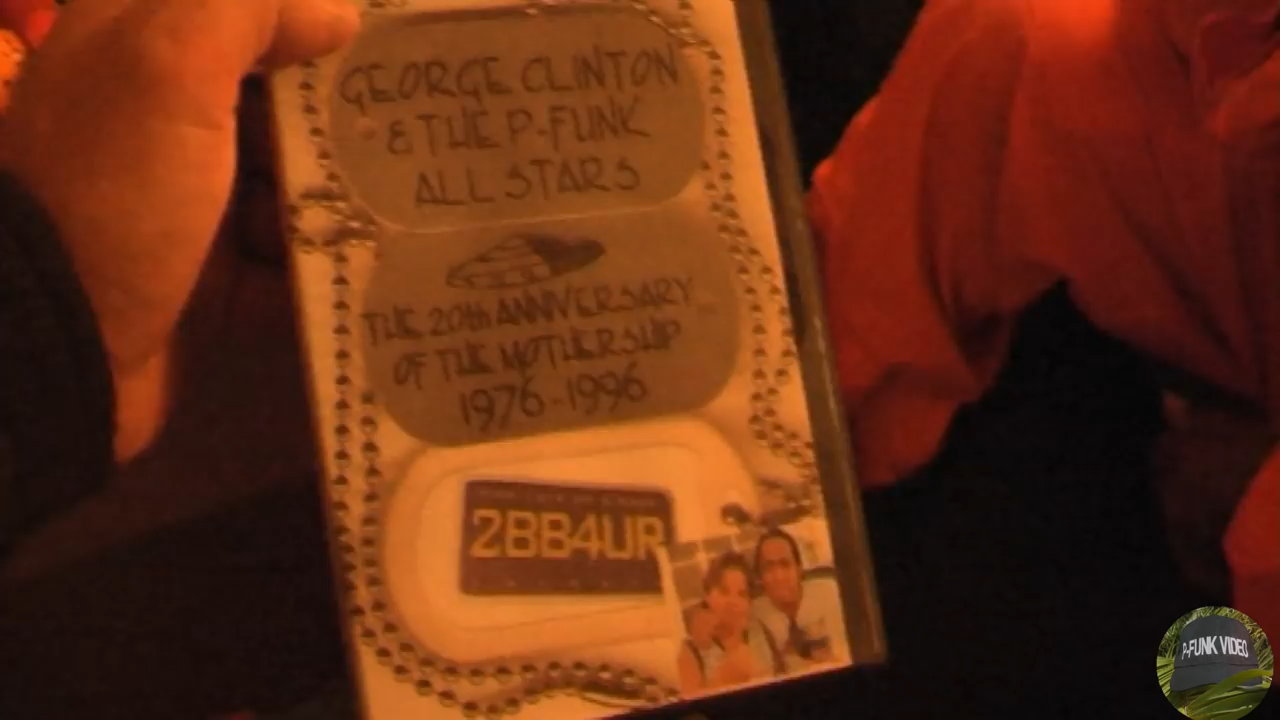 GEORGE CLINTON
& THE P-FUNK
ALL STARS
THE 20th ANNIVERSARY
OF THE MOTHERSHIP
1976-1996
2BB4UR
P-FUNK VIDEO